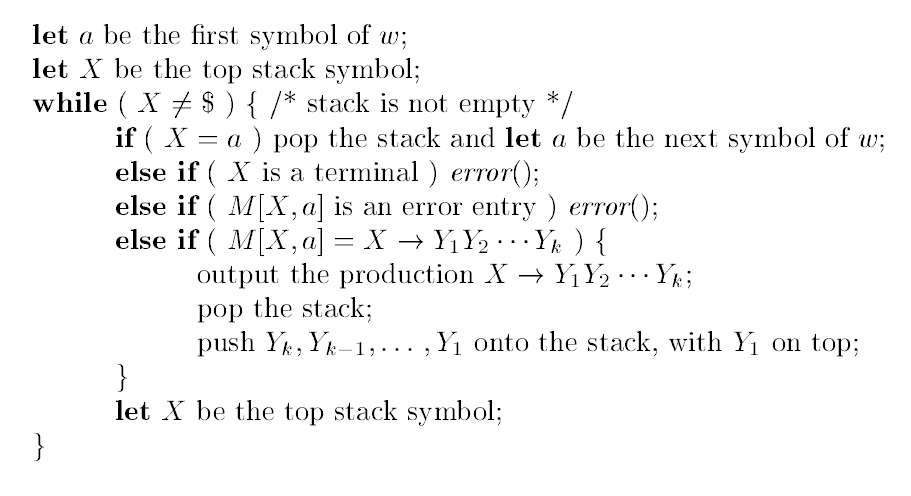 let a be the first symbol of w;
let X be the top stack symbol;
while ( X ≠ $ ) { /* stack is not empty */
if ( X = a ) pop the stack and let a be the next symbol of w;
else if ( X is a terminal ) error();
else if ( M[X, a] is an error entry ) error();
else if ( M[X, a] = X → Y₁Y₂ ⋯ Yₖ ) {
output the production X → Y₁Y₂ ⋯ Yₖ;
pop the stack;
push Yₖ, Yₖ₋₁, . . . , Y₁ onto the stack, with Y₁ on top;
}
let X be the top stack symbol;
}